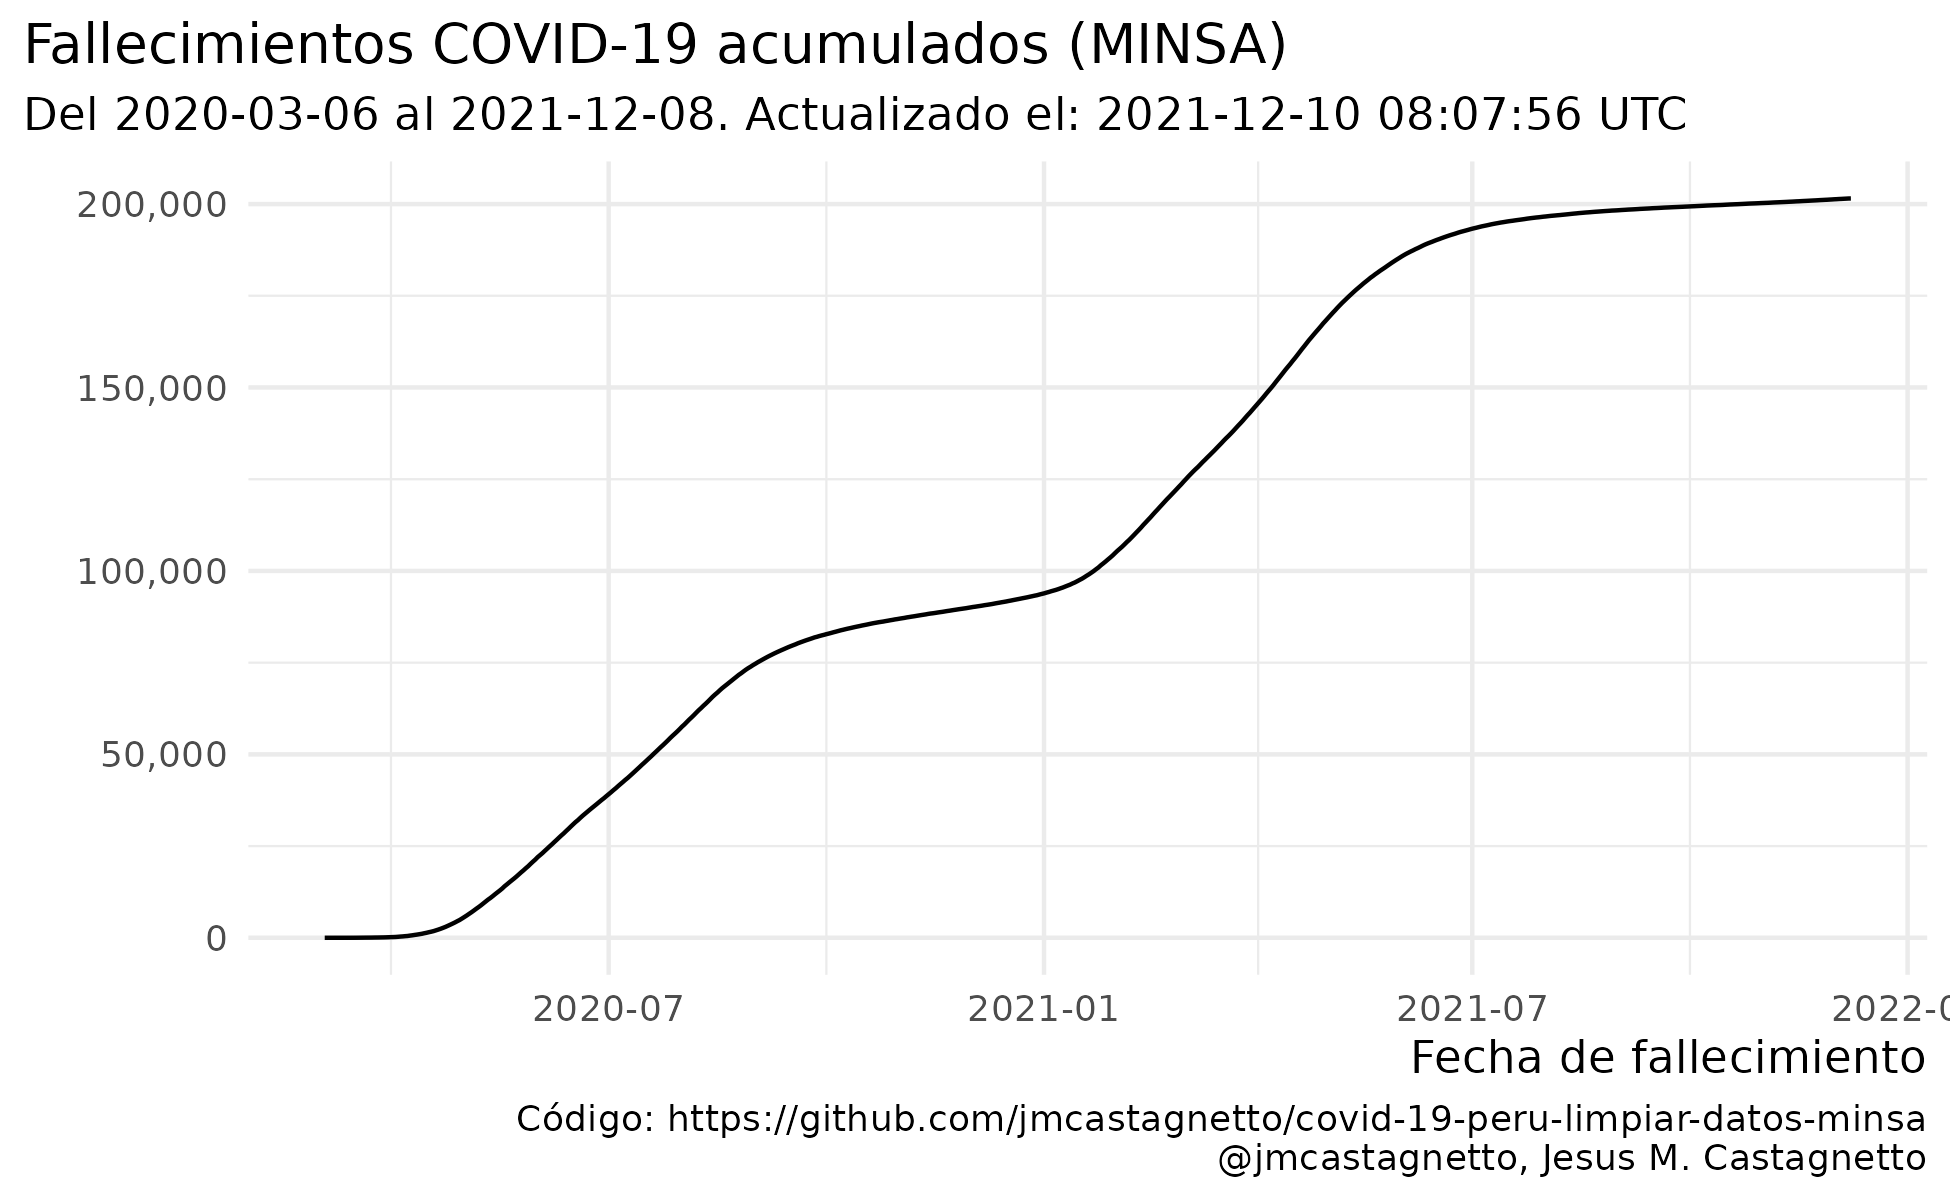 Fallecimientos COVID-19 acumulados (MINSA)
Del 2020-03-06 al 2021-12-08. Actualizado el: 2021-12-10 08:07:56 UTC
200,000
150,000
100,000
50,000
0
2020-07
2021-01
2021-07
2022-0
Fecha de fallecimiento
Código: https://github.com/jmcastagnetto/covid-19-peru-limpiar-datos-minsa
@jmcastagnetto, Jesus M. Castagnetto